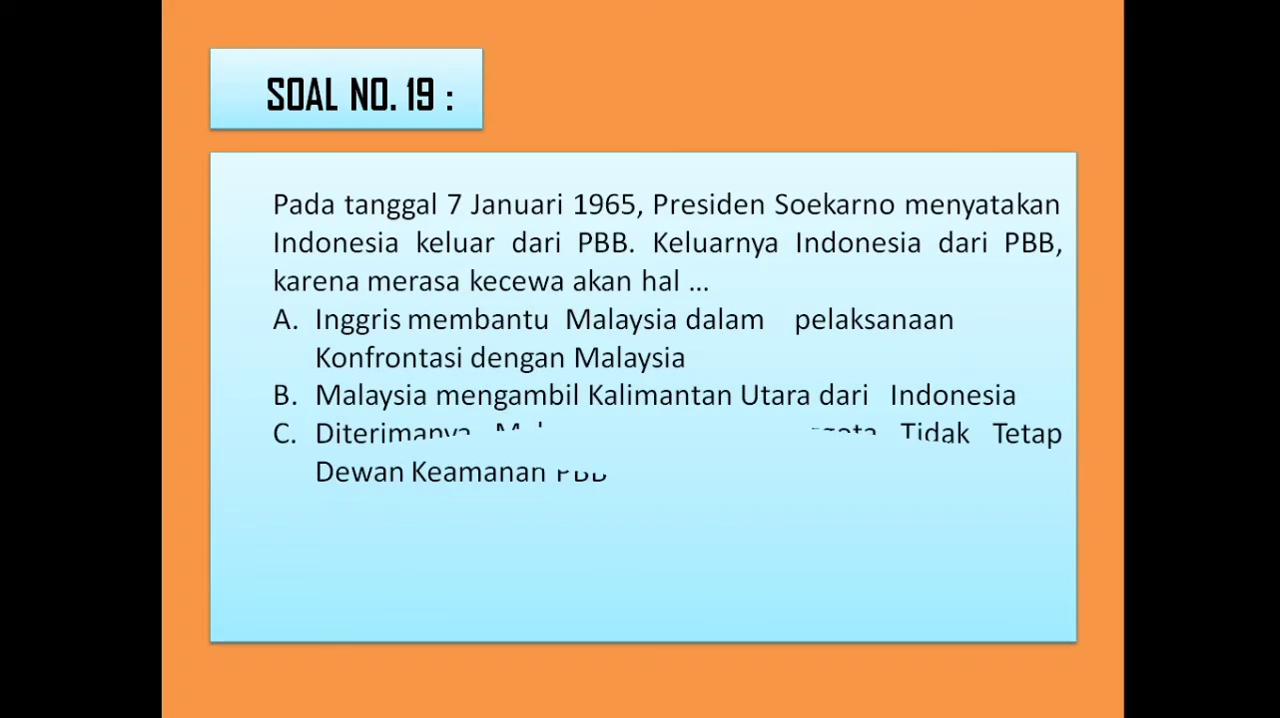 SOAL NO. 19 :
Pada tanggal 7 Januari 1965, Presiden Soekarno menyatakan
Indonesia keluar dari PBB. Keluarnya Indonesia dari PBB,
karena merasa kecewa akan hal ...
A. Inggris membantu Malaysia dalam pelaksanaan
Konfrontasi dengan Malaysia
B. Malaysia mengambil Kalimantan Utara dari Indonesia
C. Diterimanya Tidak Tetap
Dewan Keamanan PBB